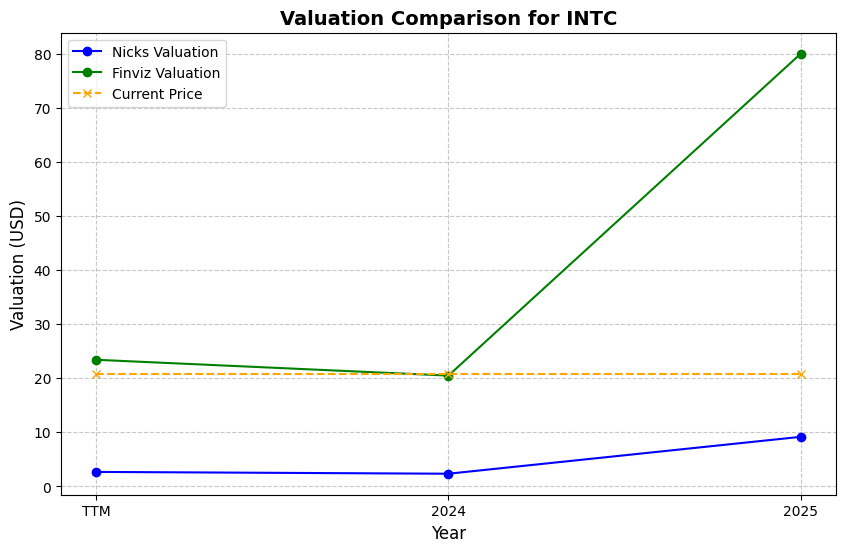 Valuation Comparison for INTC
Nicks Valuation
Finviz Valuation
Current Price
Valuation (USD)
80
70
60
50
40
30
20
10
0
TTM
2024
2025
Year